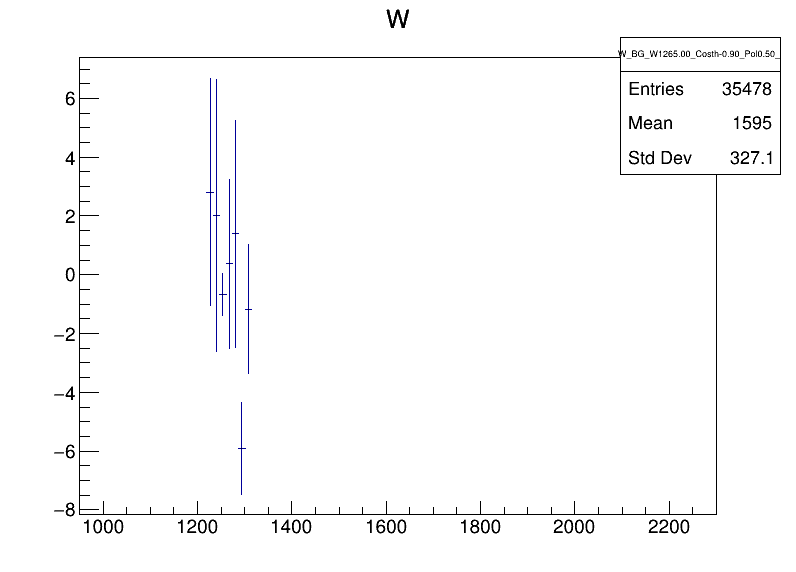 W
W_BG_W1265.00_Costh-0.90_Pol0.50_
Entries 35478
Mean 1595
Std Dev 327.1
6
4
2
0
−2
−4
−6
−8
1000 1200 1400 1600 1800 2000 2200